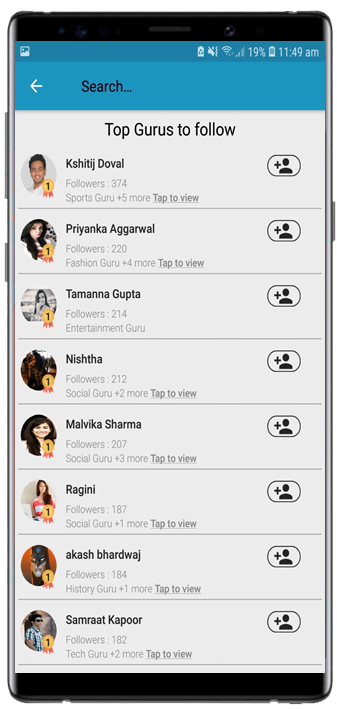 19% 11:49 am
Search...
Top Gurus to follow
Kshitij Doval
Followers : 374
Sports Guru +5 more Tap to view
Priyanka Aggarwal
Followers : 220
Fashion Guru +4 more Tap to view
Tamanna Gupta
Followers : 214
Entertainment Guru
Nishtha
Followers : 212
Social Guru +2 more Tap to view
Malvika Sharma
Followers : 207
Social Guru +3 more Tap to view
Ragini
Followers : 187
Social Guru +1 more Tap to view
akash bhardwaj
Followers : 184
History Guru +1 more Tap to view
Samraat Kapoor
Followers : 182
Tech Guru +2 more Tap to view